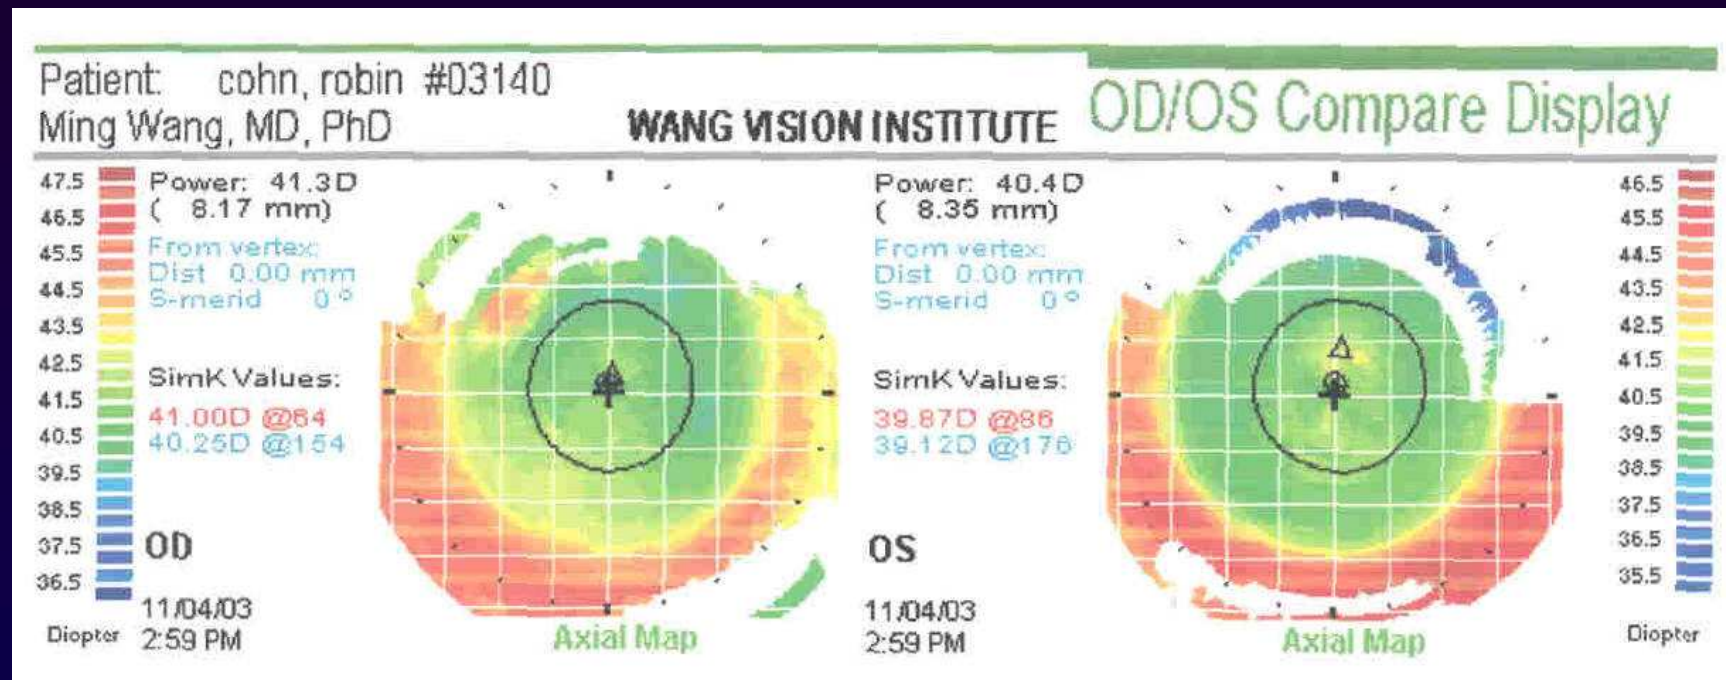 Patient: cohn, robin #03140
Ming Wang, MD, PhD
WANG VISION INSTITUTE
OD/OS Compare Display
47.5
46.5
45.5
44.5
43.5
42.5
41.5
40.5
39.5
38.5
37.5
36.5
Diopter
Power: 41.3D
( 8.17 mm)
From vertex:
Dist 0.00 mm
S-merid 0°
SimK Values:
41.00D @64
40.25D @154
OD
11/04/03
2:59 PM
Axial Map
Power: 40.4D
( 8.35 mm)
From vertex:
Dist 0.00 mm
S-merid 0°
SimK Values:
39.87D @86
39.12D @176
OS
11/04/03
2:59 PM
Axial Map
46.5
45.5
44.5
43.5
42.5
41.5
40.5
39.5
38.5
37.5
36.5
35.5
Diopter